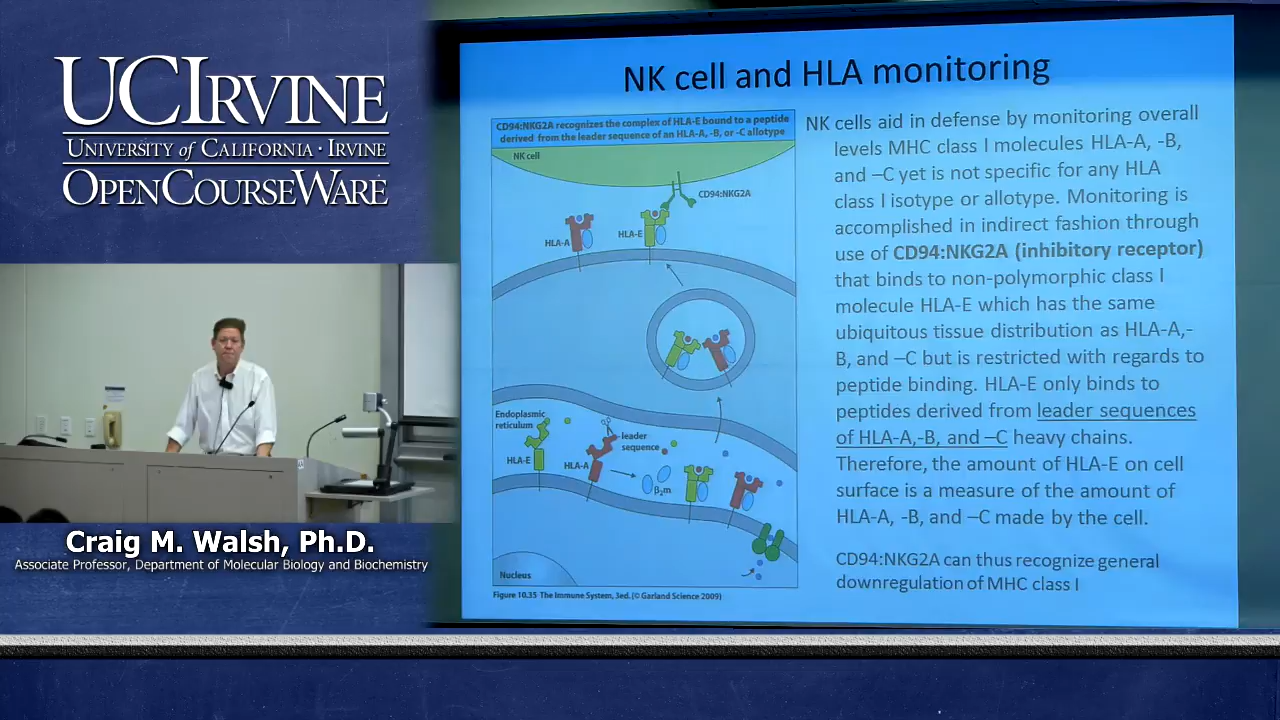 UCIRVINE
UNIVERSITY of CALIFORNIA · IRVINE
OPENCOURSEWARE
Craig M. Walsh, Ph.D.
Associate Professor, Department of Molecular Biology and Biochemistry
NK cell and HLA monitoring
CD94:NKG2A recognizes the complex of HLA-E bound to a peptide
derived from the leader sequence of an HLA-A, -B, or -C allotype
NK cell
CD94:NKG2A
HLA-A
HLA-E
Endoplasmic
reticulum
leader
sequence
HLA-E
HLA-A
β2m
Nucleus
Figure 10.35 The Immune System, 3ed. (© Garland Science 2009)
NK cells aid in defense by monitoring overall
levels MHC class I molecules HLA-A, -B,
and –C yet is not specific for any HLA
class I isotype or allotype. Monitoring is
accomplished in indirect fashion through
use of CD94:NKG2A (inhibitory receptor)
that binds to non-polymorphic class I
molecule HLA-E which has the same
ubiquitous tissue distribution as HLA-A,-
B, and –C but is restricted with regards to
peptide binding. HLA-E only binds to
peptides derived from leader sequences
of HLA-A,-B, and –C heavy chains.
Therefore, the amount of HLA-E on cell
surface is a measure of the amount of
HLA-A, -B, and –C made by the cell.
CD94:NKG2A can thus recognize general
downregulation of MHC class I